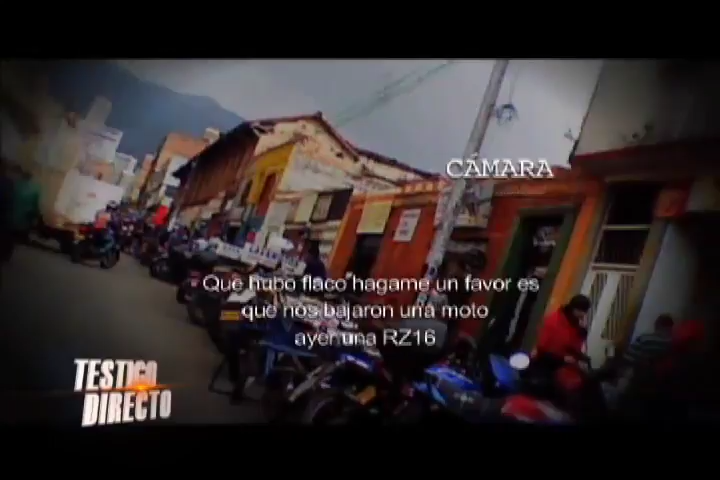 CÁMARA
Que hubo flaco hagame un favor es
que nos bajaron una moto
ayer una RZ16
TESTIGO
DIRECTO